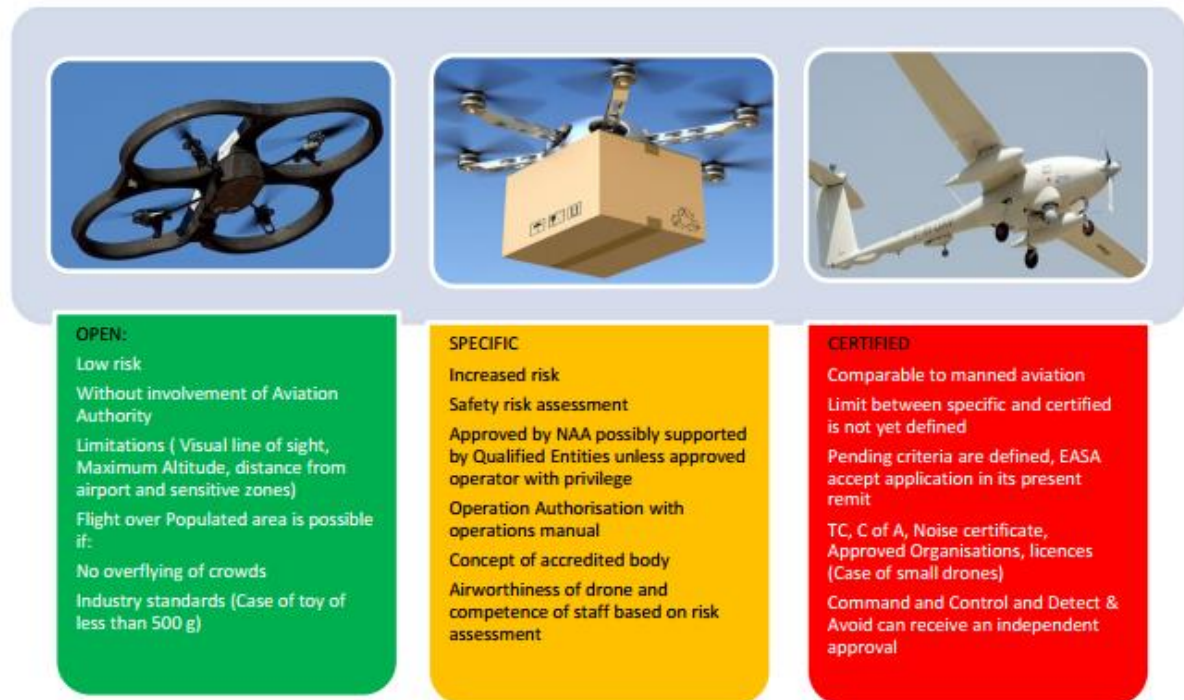 OPEN:
Low risk
Without involvement of Aviation
Authority
Limitations ( Visual line of sight,
Maximum Altitude, distance from
airport and sensitive zones)
Flight over Populated area is possible
if:
No overflying of crowds
Industry standards (Case of toy of
less than 500 g)
SPECIFIC
Increased risk
Safety risk assessment
Approved by NAA possibly supported
by Qualified Entities unless approved
operator with privilege
Operation Authorisation with
operations manual
Concept of accredited body
Airworthiness of drone and
competence of staff based on risk
assessment
CERTIFIED
Comparable to manned aviation
Limit between specific and certified
is not yet defined
Pending criteria are defined, EASA
accept application in its present
remit
TC, C of A, Noise certificate,
Approved Organisations, licences
(Case of small drones)
Command and Control and Detect &
Avoid can receive an independent
approval